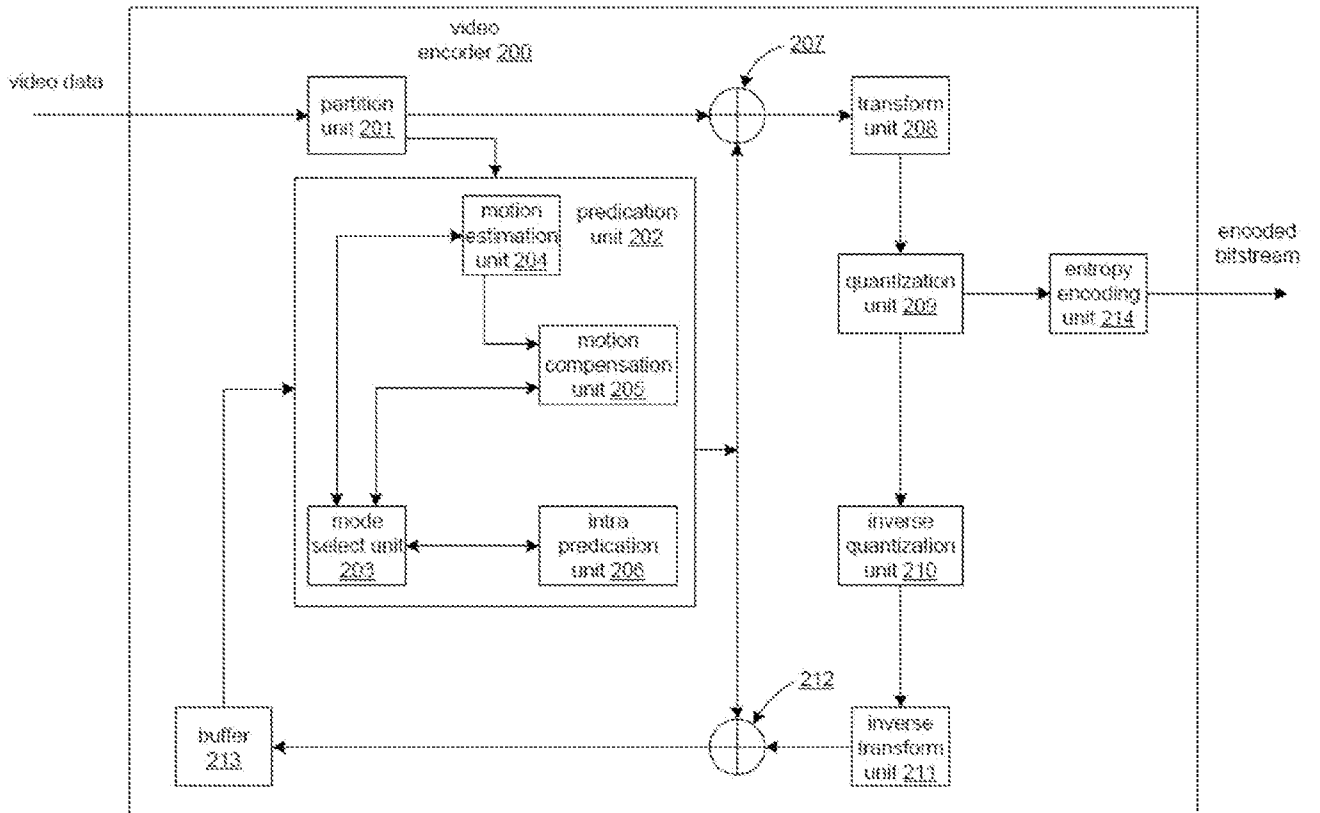 video
encoder 200
207
video data
partition
unit 201
transform
unit 208
motion
estimation
unit 204
predication
unit 202
encoded
bitstream
quantization
unit 209
entropy
encoding
unit 214
motion
compensation
unit 205
mode
select unit
203
intra
predication
unit 206
inverse
quantization
unit 210
212
buffer
213
inverse
transform
unit 211